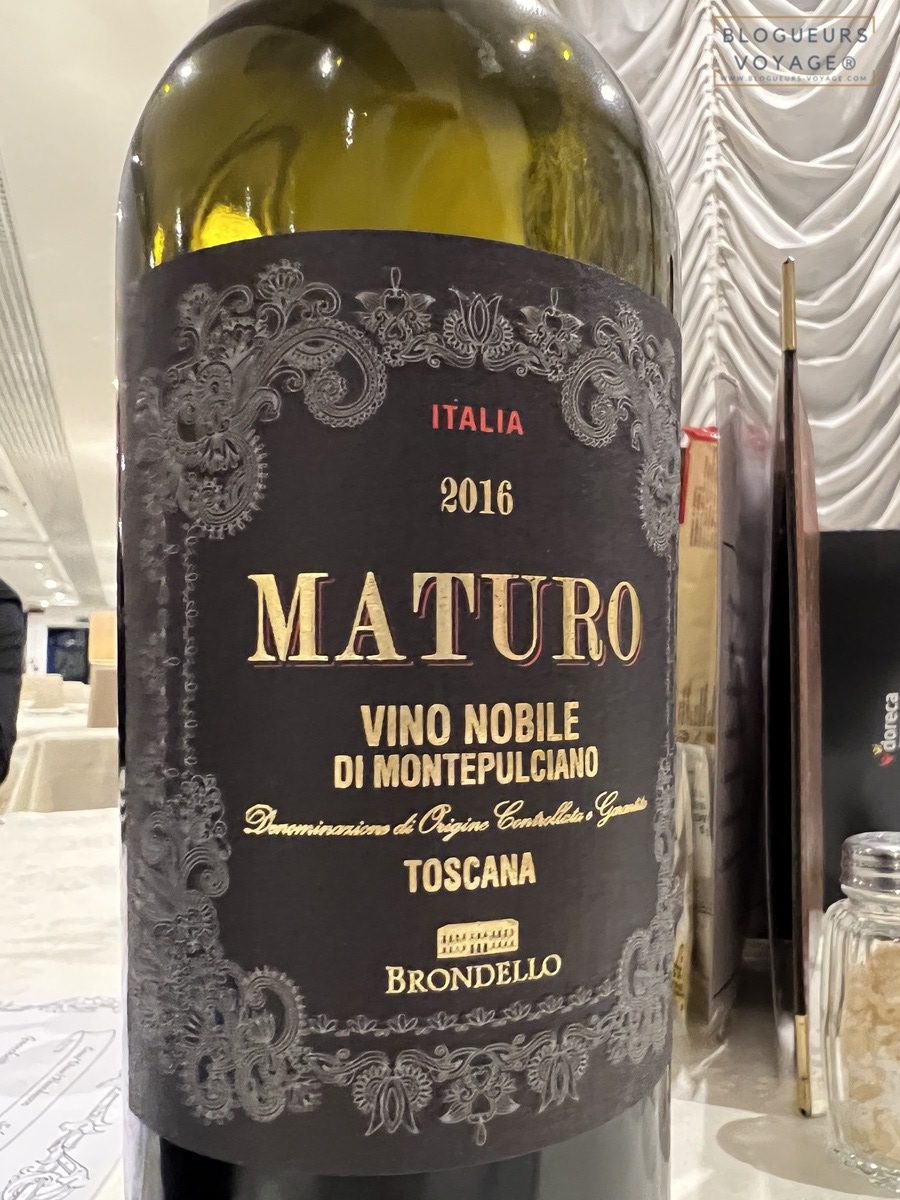 BLOGUEURS
VOYAGE®
WWW.BLOGUEURS-VOYAGE.COM
ITALIA
2016
MATURO
VINO NOBILE
DI MONTEPULCIANO
Denominazione di Origine Controllata e Garantita
TOSCANA
BRONDELLO
doreca